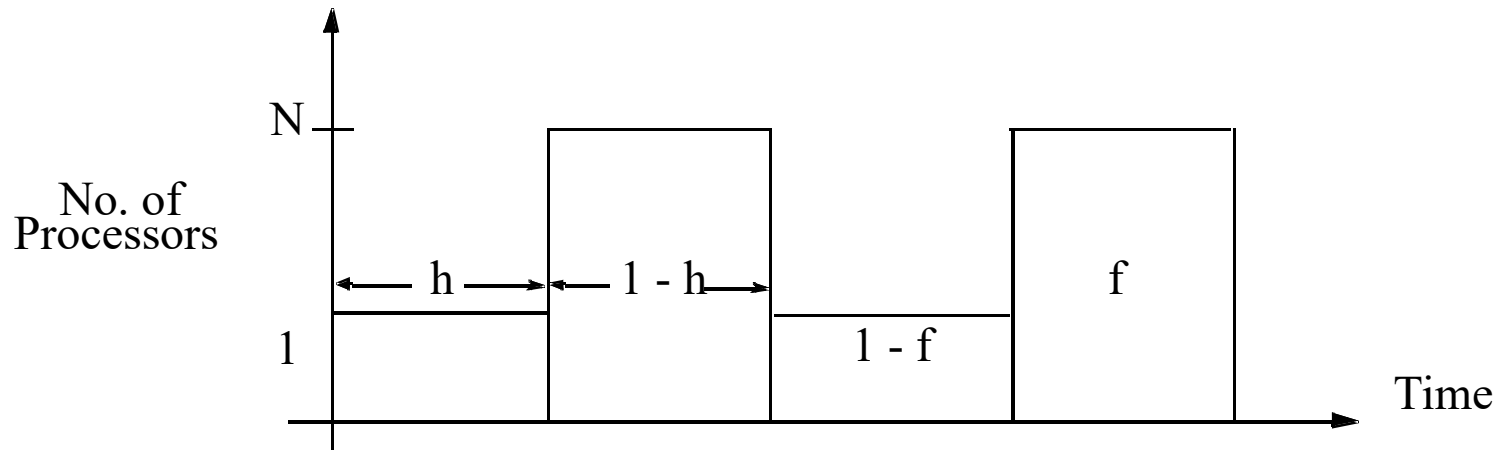 N
No. of
Processors
h
1 - h
f
1
1 - f
Time